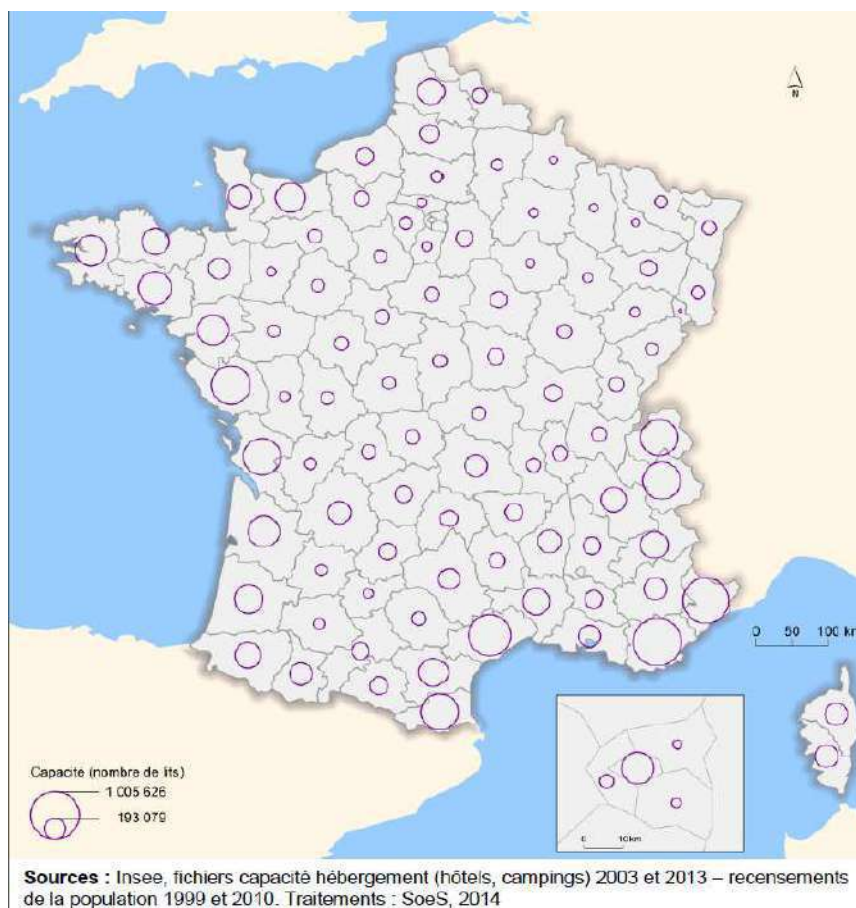 N
0 50 100 km
Capacité (nombre de lits)
1 005 626
193 079
0 10km
Sources : Insee, fichiers capacité hébergement (hôtels, campings) 2003 et 2013 – recensements
de la population 1999 et 2010. Traitements : SoeS, 2014